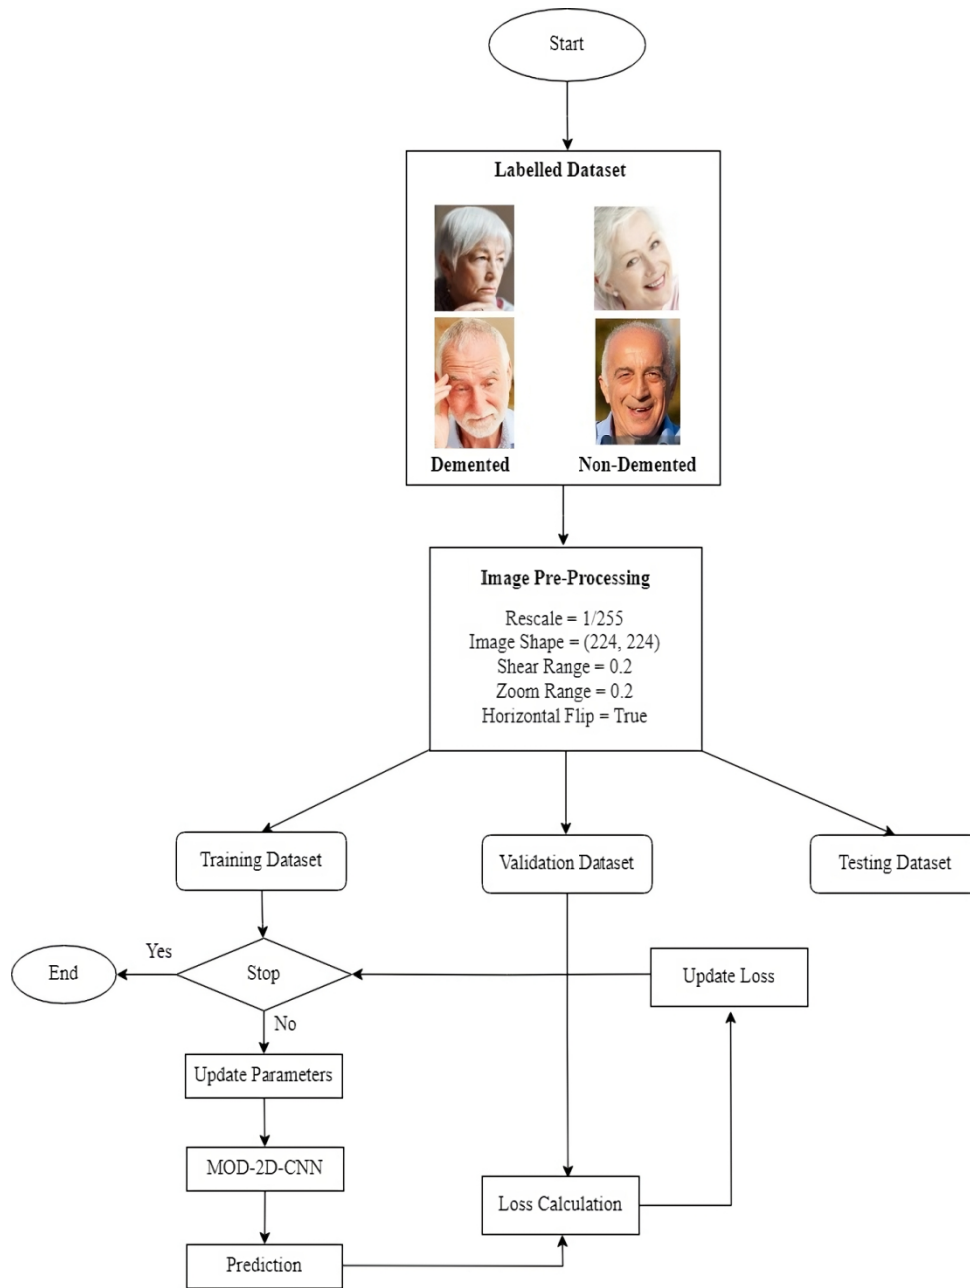 Start
Labelled Dataset
Demented
Non-Demented
Image Pre-Processing
Rescale = 1/255
Image Shape = (224, 224)
Shear Range = 0.2
Zoom Range = 0.2
Horizontal Flip = True
Training Dataset
Validation Dataset
Testing Dataset
Yes
End
Stop
Update Loss
No
Update Parameters
MOD-2D-CNN
Loss Calculation
Prediction